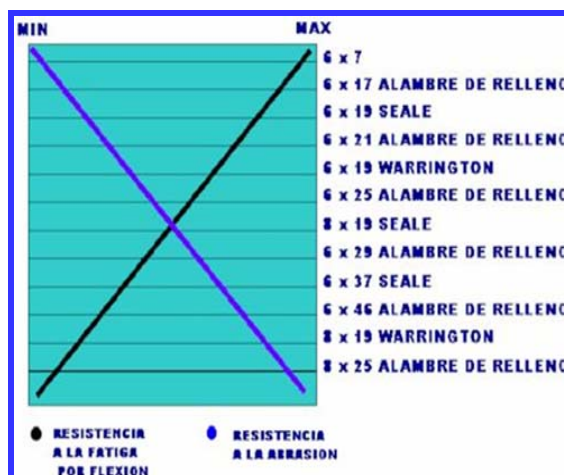 MIN MAX
6 x 7
6 x 17 ALAMBRE DE RELLENO
6 x 19 SEALE
6 x 21 ALAMBRE DE RELLENO
6 x 19 WARRINGTON
6 x 25 ALAMBRE DE RELLENO
8 x 19 SEALE
6 x 29 ALAMBRE DE RELLENO
6 x 37 SEALE
6 x 46 ALAMBRE DE RELLENO
8 x 19 WARRINGTON
8 x 25 ALAMBRE DE RELLENO
RESISTENCIA
A LA FATIGA
POR FLEXION
RESISTENCIA
A LA ABRASION